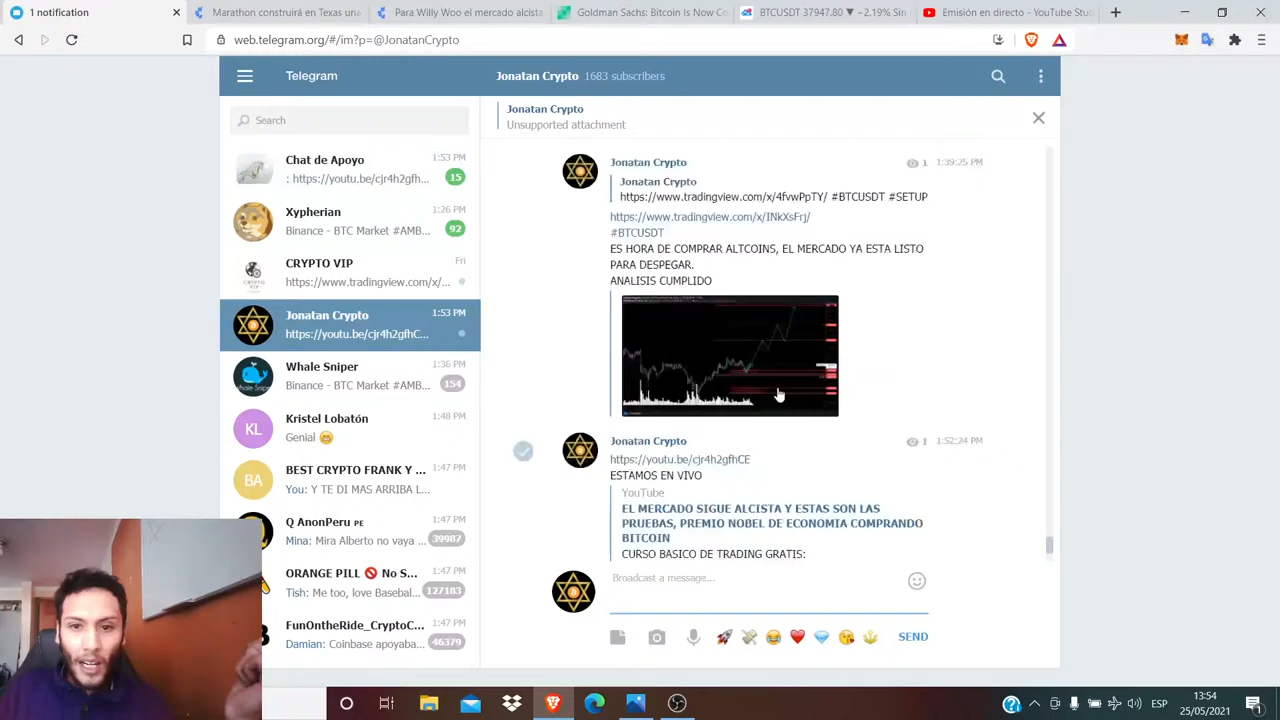 1 notification
Marathon construirá en Texas
Para Willy Woo el mercado alcista
Goldman Sachs: Bitcoin Is Now Co
BTCUSDT 37947.80 ▼ −2.19% Sin
Emisión en directo - YouTube Stu
web.telegram.org/#/im?p=@JonatanCrypto
Telegram
Jonatan Crypto 1683 subscribers
Search
Jonatan Crypto
Unsupported attachment
Chat de Apoyo 1:53 PM
: https://youtu.be/cjr4h2gfh... 15
Xypherian 1:26 PM
Binance - BTC Market #AMB... 92
CRYPTO VIP Fri
https://www.tradingview.com/x/...
Jonatan Crypto 1:53 PM
https://youtu.be/cjr4h2gfhC...
Whale Sniper 1:36 PM
Binance - BTC Market #AMB... 154
Kristel Lobatón 1:48 PM
Genial 😁
BEST CRYPTO FRANK Y ... 1:47 PM
You: Y TE DI MAS ARRIBA L...
Q AnonPeru PE 1:47 PM
Mina: Mira Alberto no vaya ... 39987
ORANGE PILL 🚫 No S... 1:47 PM
Tish: Me too, love Basebal... 127183
FunOntheRide_CryptoC... 1:47 PM
Damian: Coinbase apoyaba... 46379
Jonatan Crypto 1 1:39:25 PM
Jonatan Crypto
https://www.tradingview.com/x/4fvwPpTY/ #BTCUSDT #SETUP
https://www.tradingview.com/x/INkXsFrj/
#BTCUSDT
ES HORA DE COMPRAR ALTCOINS, EL MERCADO YA ESTA LISTO
PARA DESPEGAR.
ANALISIS CUMPLIDO
Jonatan Crypto 1 1:52:24 PM
https://youtu.be/cjr4h2gfhCE
ESTAMOS EN VIVO
YouTube
EL MERCADO SIGUE ALCISTA Y ESTAS SON LAS
PRUEBAS, PREMIO NOBEL DE ECONOMIA COMPRANDO
BITCOIN
CURSO BASICO DE TRADING GRATIS:
Broadcast a message...
SEND
KL
BA
ESP
13:54
25/05/2021